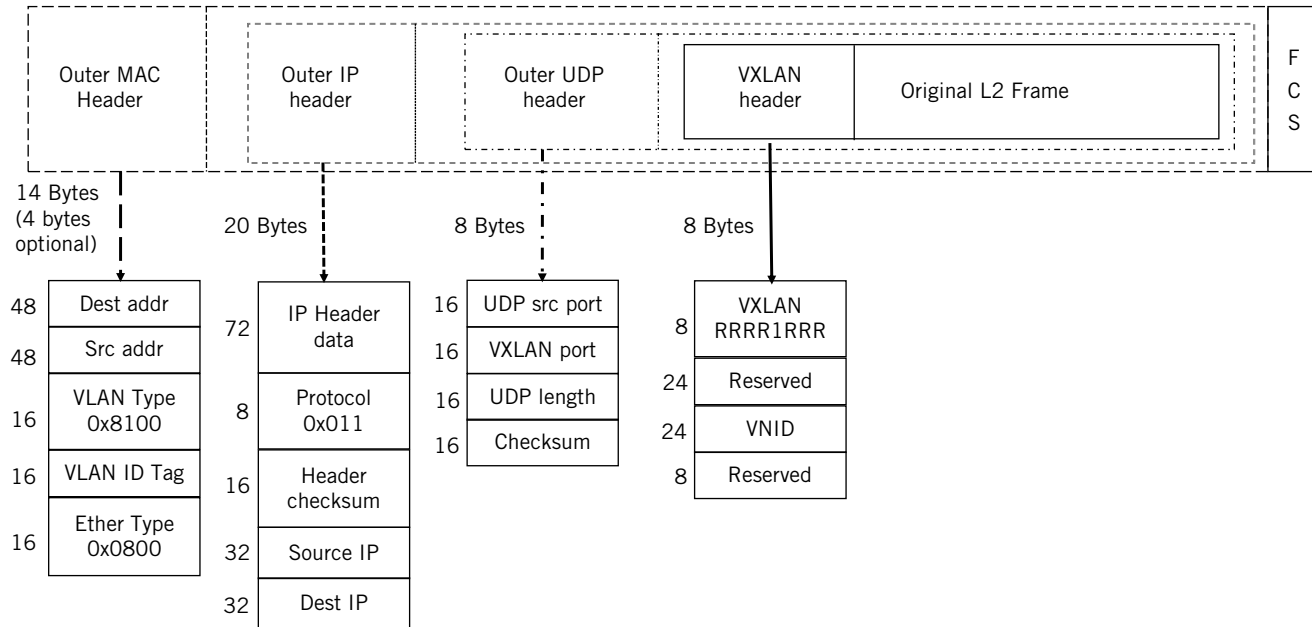 Outer MAC
Header
Outer IP
header
Outer UDP
header
VXLAN
header
Original L2 Frame
F
C
S
14 Bytes
(4 bytes
optional)
20 Bytes
8 Bytes
8 Bytes
48 Dest addr
48 Src addr
16 VLAN Type
0x8100
16 VLAN ID Tag
16 Ether Type
0x0800
72 IP Header
data
8 Protocol
0x011
16 Header
checksum
32 Source IP
32 Dest IP
16 UDP src port
16 VXLAN port
16 UDP length
16 Checksum
8 VXLAN
RRRR1RRR
24 Reserved
24 VNID
8 Reserved